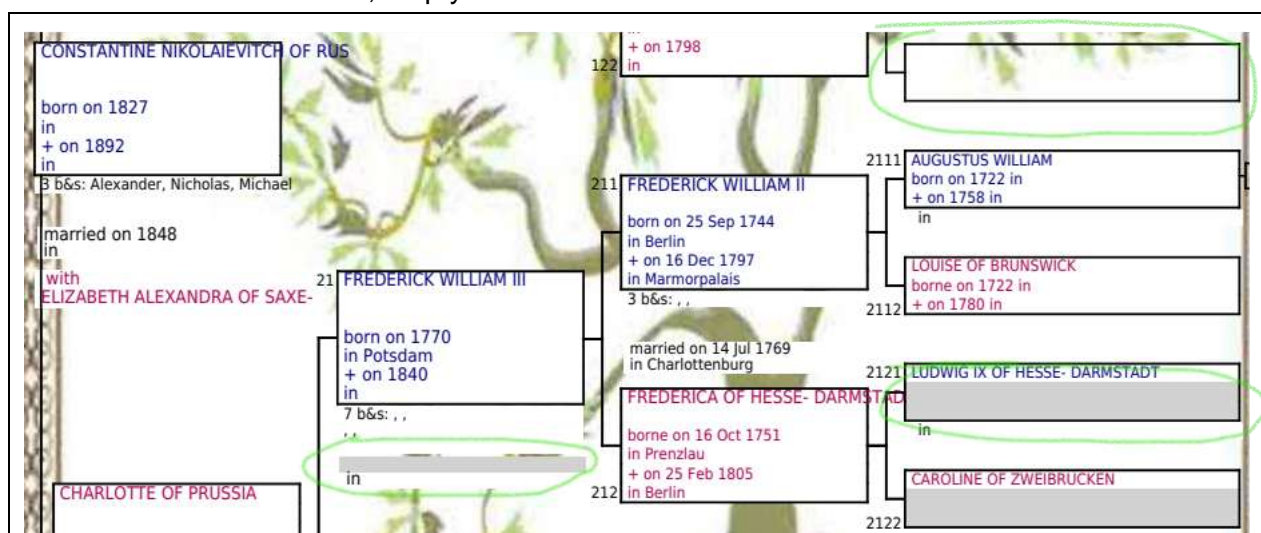 CONSTANTINE NIKOLAIEVITCH OF RUS
born on 1827
in
+ on 1892
in
3 b&s: Alexander, Nicholas, Michael
married on 1848
in
with
ELIZABETH ALEXANDRA OF SAXE-
CHARLOTTE OF PRUSSIA
21 FREDERICK WILLIAM III
born on 1770
in Potsdam
+ on 1840
in
7 b&s: , ,
, ,
in
+ on 1798
122 in
211 FREDERICK WILLIAM II
born on 25 Sep 1744
in Berlin
+ on 16 Dec 1797
in Marmorpalais
3 b&s: , ,
married on 14 Jul 1769
in Charlottenburg
FREDERICA OF HESSE- DARMSTAD
borne on 16 Oct 1751
in Prenzlau
+ on 25 Feb 1805
212 in Berlin
2111 AUGUSTUS WILLIAM
born on 1722 in
+ on 1758 in
in
LOUISE OF BRUNSWICK
borne on 1722 in
2112 + on 1780 in
2121 LUDWIG IX OF HESSE- DARMSTADT
in
CAROLINE OF ZWEIBRUCKEN
2122